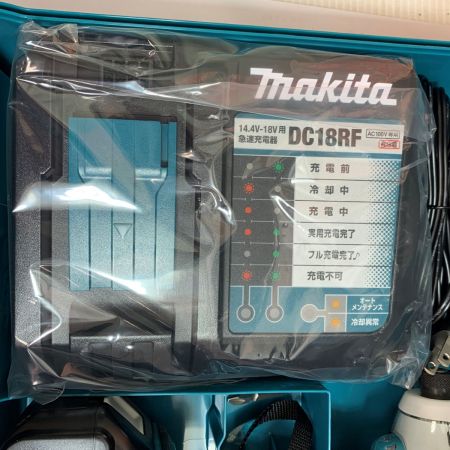 makita
14.4V-18V用
急速充電器 DC18RF
AC100V専用
充電前
冷却中
充電中
実用充電完了
フル充電完了♪
充電不可
オート
メンテナンス
冷却異常